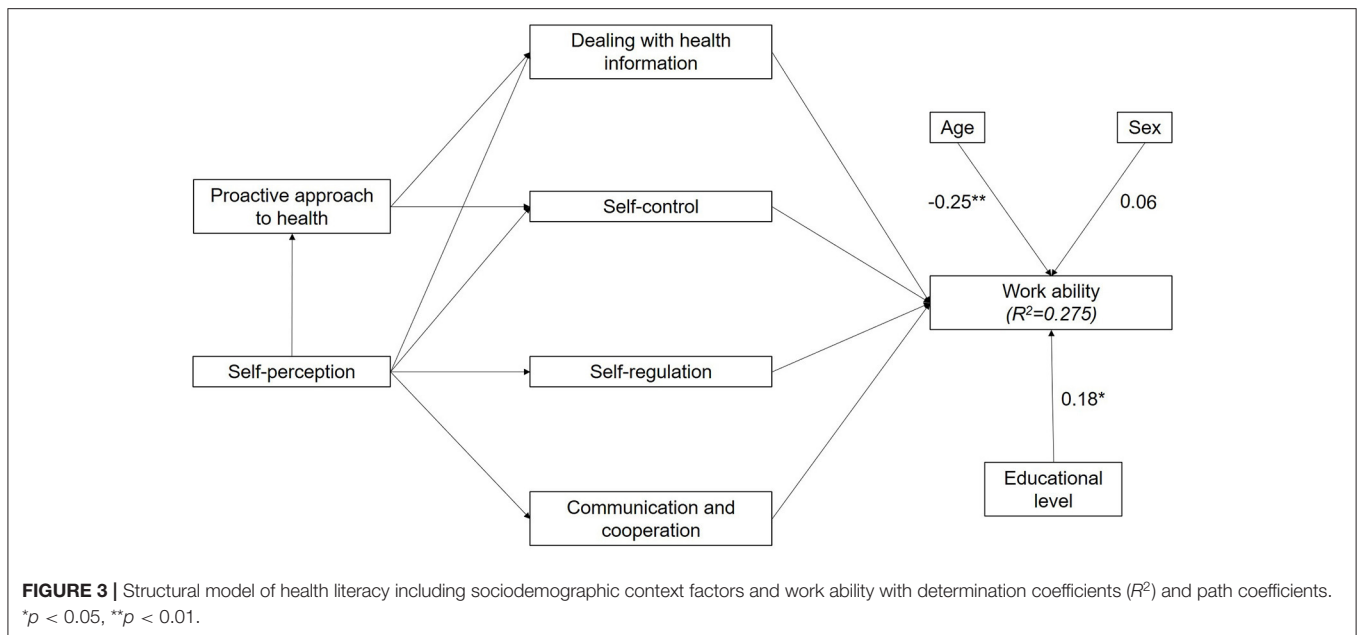 Dealing with health
information
Age
Sex
Proactive approach
to health
Self-control
-0.25**
0.06
Work ability
(R²=0.275)
Self-perception
Self-regulation
0.18*
Educational
level
Communication and
cooperation
FIGURE 3 | Structural model of health literacy including sociodemographic context factors and work ability with determination coefficients (R²) and path coefficients.
*p < 0.05, **p < 0.01.